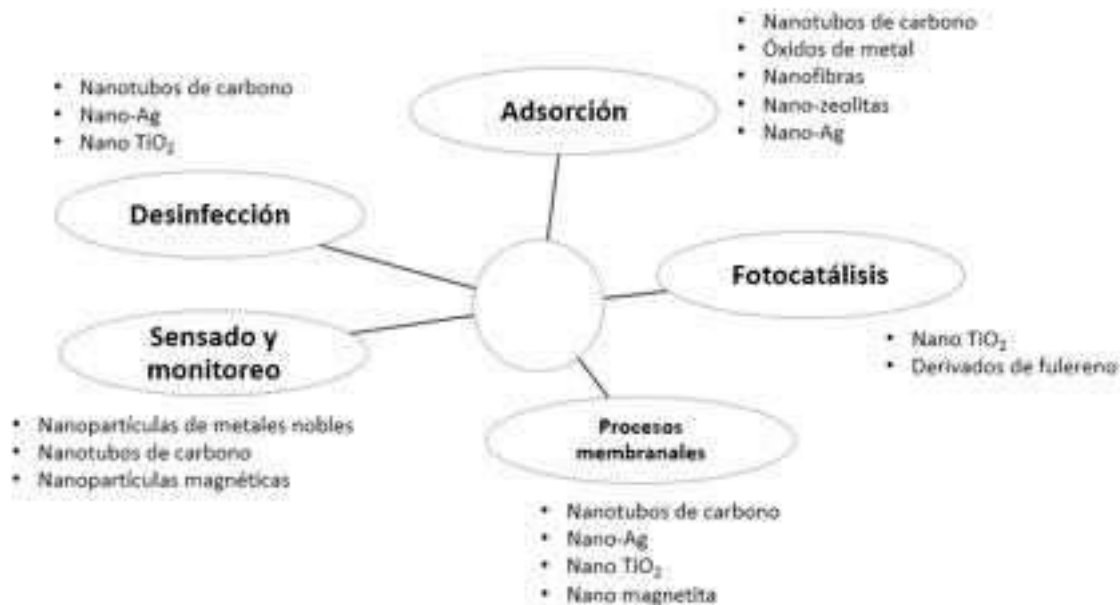 • Nanotubos de carbono
• Óxidos de metal
• Nanofibras
• Nano-zeolitas
• Nano-Ag
Adsorción
• Nanotubos de carbono
• Nano-Ag
• Nano TiO₂
Desinfección
Fotocatálisis
• Nano TiO₂
• Derivados de fulereno
Sensado y
monitoreo
• Nanopartículas de metales nobles
• Nanotubos de carbono
• Nanopartículas magnéticas
Procesos
membranales
• Nanotubos de carbono
• Nano-Ag
• Nano TiO₂
• Nano magnetita